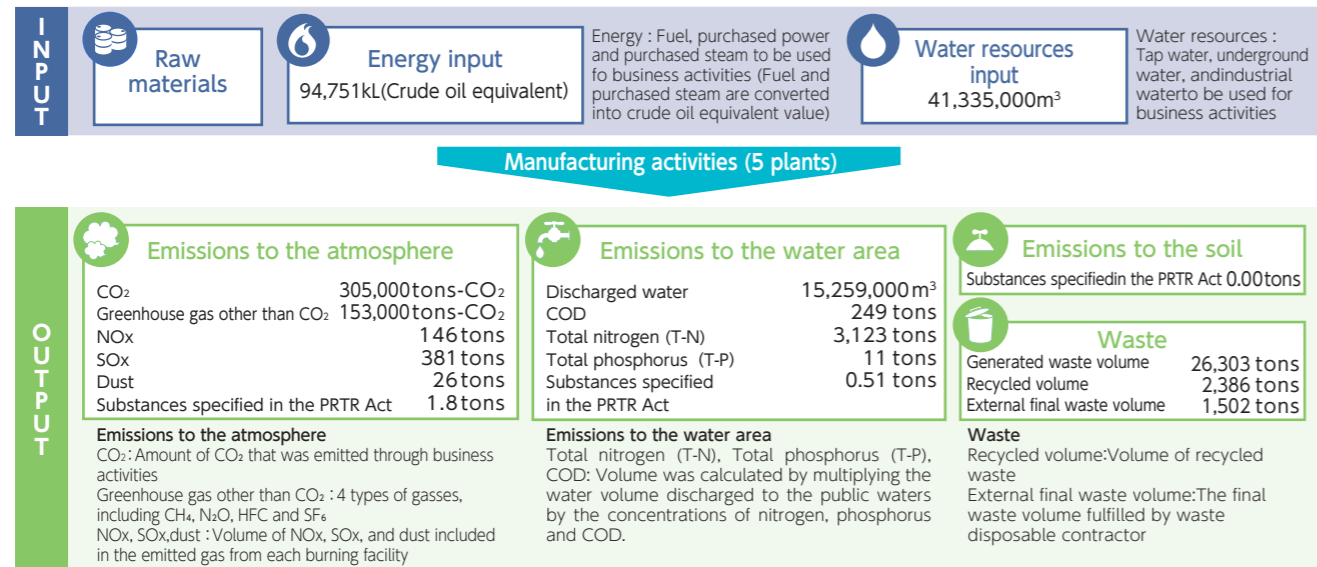 INPUT
Raw
materials
Energy input
94,751kL(Crude oil equivalent)
Energy : Fuel, purchased power
and purchased steam to be used
fo business activities (Fuel and
purchased steam are converted
into crude oil equivalent value)
Water resources
input
41,335,000m³
Water resources :
Tap water, underground
water, andindustrial
waterto be used for
business activities
Manufacturing activities (5 plants)
OUTPUT
Emissions to the atmosphere
CO₂ 305,000tons-CO₂
Greenhouse gas other than CO₂ 153,000tons-CO₂
NOx 146tons
SOx 381tons
Dust 26tons
Substances specified in the PRTR Act 1.8tons
Emissions to the atmosphere
CO₂:Amount of CO₂ that was emitted through business
activities
Greenhouse gas other than CO₂ : 4 types of gasses,
including CH₄, N₂O, HFC and SF₆
NOx, SOx,dust : Volume of NOx, SOx, and dust included
in the emitted gas from each burning facility
Emissions to the water area
Discharged water 15,259,000m³
COD 249 tons
Total nitrogen (T-N) 3,123 tons
Total phosphorus (T-P) 11 tons
Substances specified 0.51 tons
in the PRTR Act
Emissions to the water area
Total nitrogen (T-N), Total phosphorus (T-P),
COD: Volume was calculated by multiplying the
water volume discharged to the public waters
by the concentrations of nitrogen, phosphorus
and COD.
Emissions to the soil
Substances specifiedin the PRTR Act 0.00tons
Waste
Generated waste volume 26,303 tons
Recycled volume 2,386 tons
External final waste volume 1,502 tons
Waste
Recycled volume:Volume of recycled
waste
External final waste volume:The final
waste volume fulfilled by waste
disposable contractor